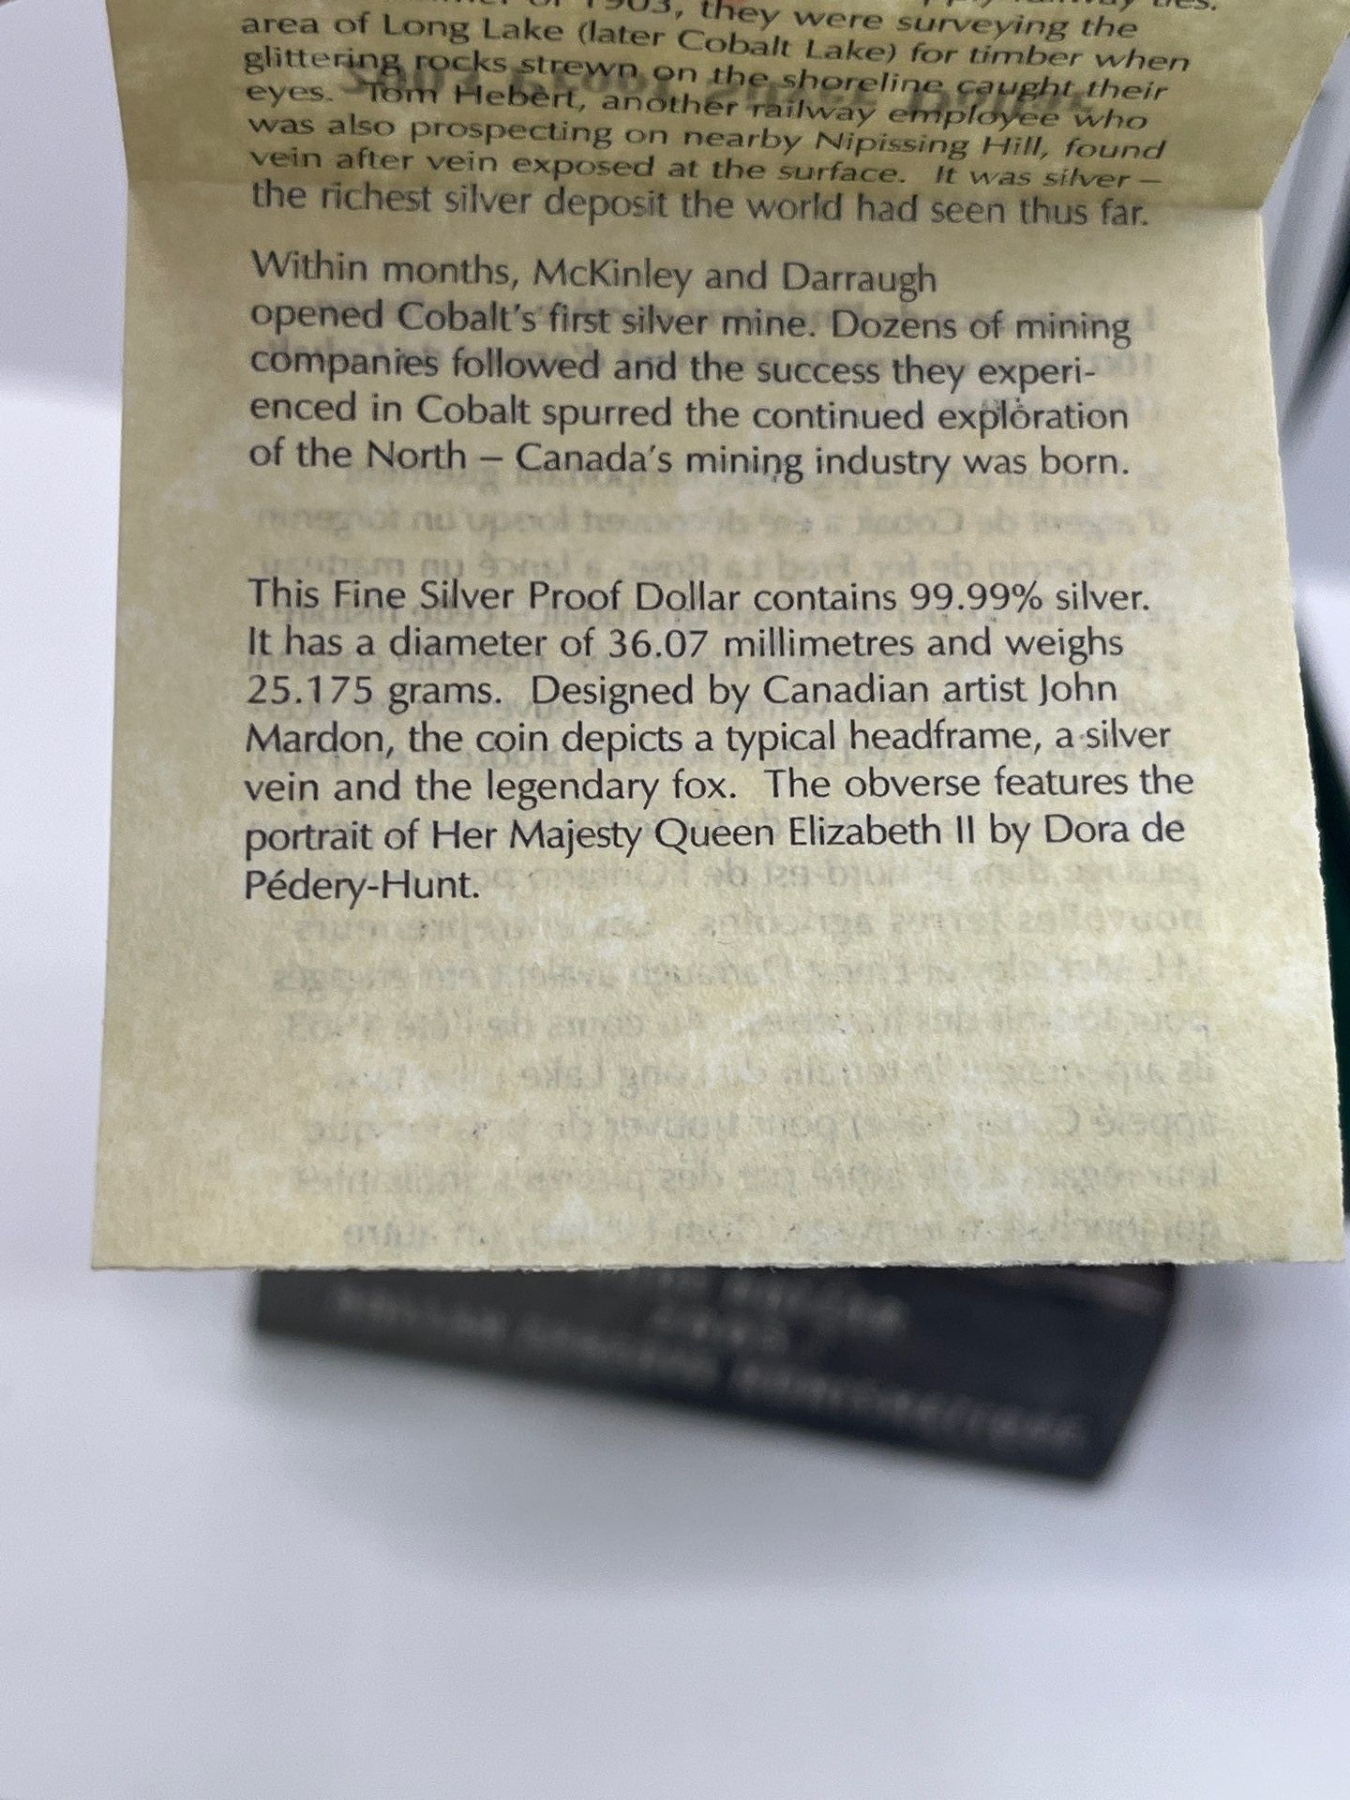 of 1903, they were surveying the
area of Long Lake (later Cobalt Lake) for timber when
glittering rocks strewn on the shoreline caught their
eyes. Tom Hebert, another railway employee who
was also prospecting on nearby Nipissing Hill, found
vein after vein exposed at the surface. It was silver –
the richest silver deposit the world had seen thus far.
Within months, McKinley and Darraugh
opened Cobalt's first silver mine. Dozens of mining
companies followed and the success they experi-
enced in Cobalt spurred the continued exploration
of the North – Canada's mining industry was born.
This Fine Silver Proof Dollar contains 99.99% silver.
It has a diameter of 36.07 millimetres and weighs
25.175 grams. Designed by Canadian artist John
Mardon, the coin depicts a typical headframe, a silver
vein and the legendary fox. The obverse features the
portrait of Her Majesty Queen Elizabeth II by Dora de
Pédery-Hunt.